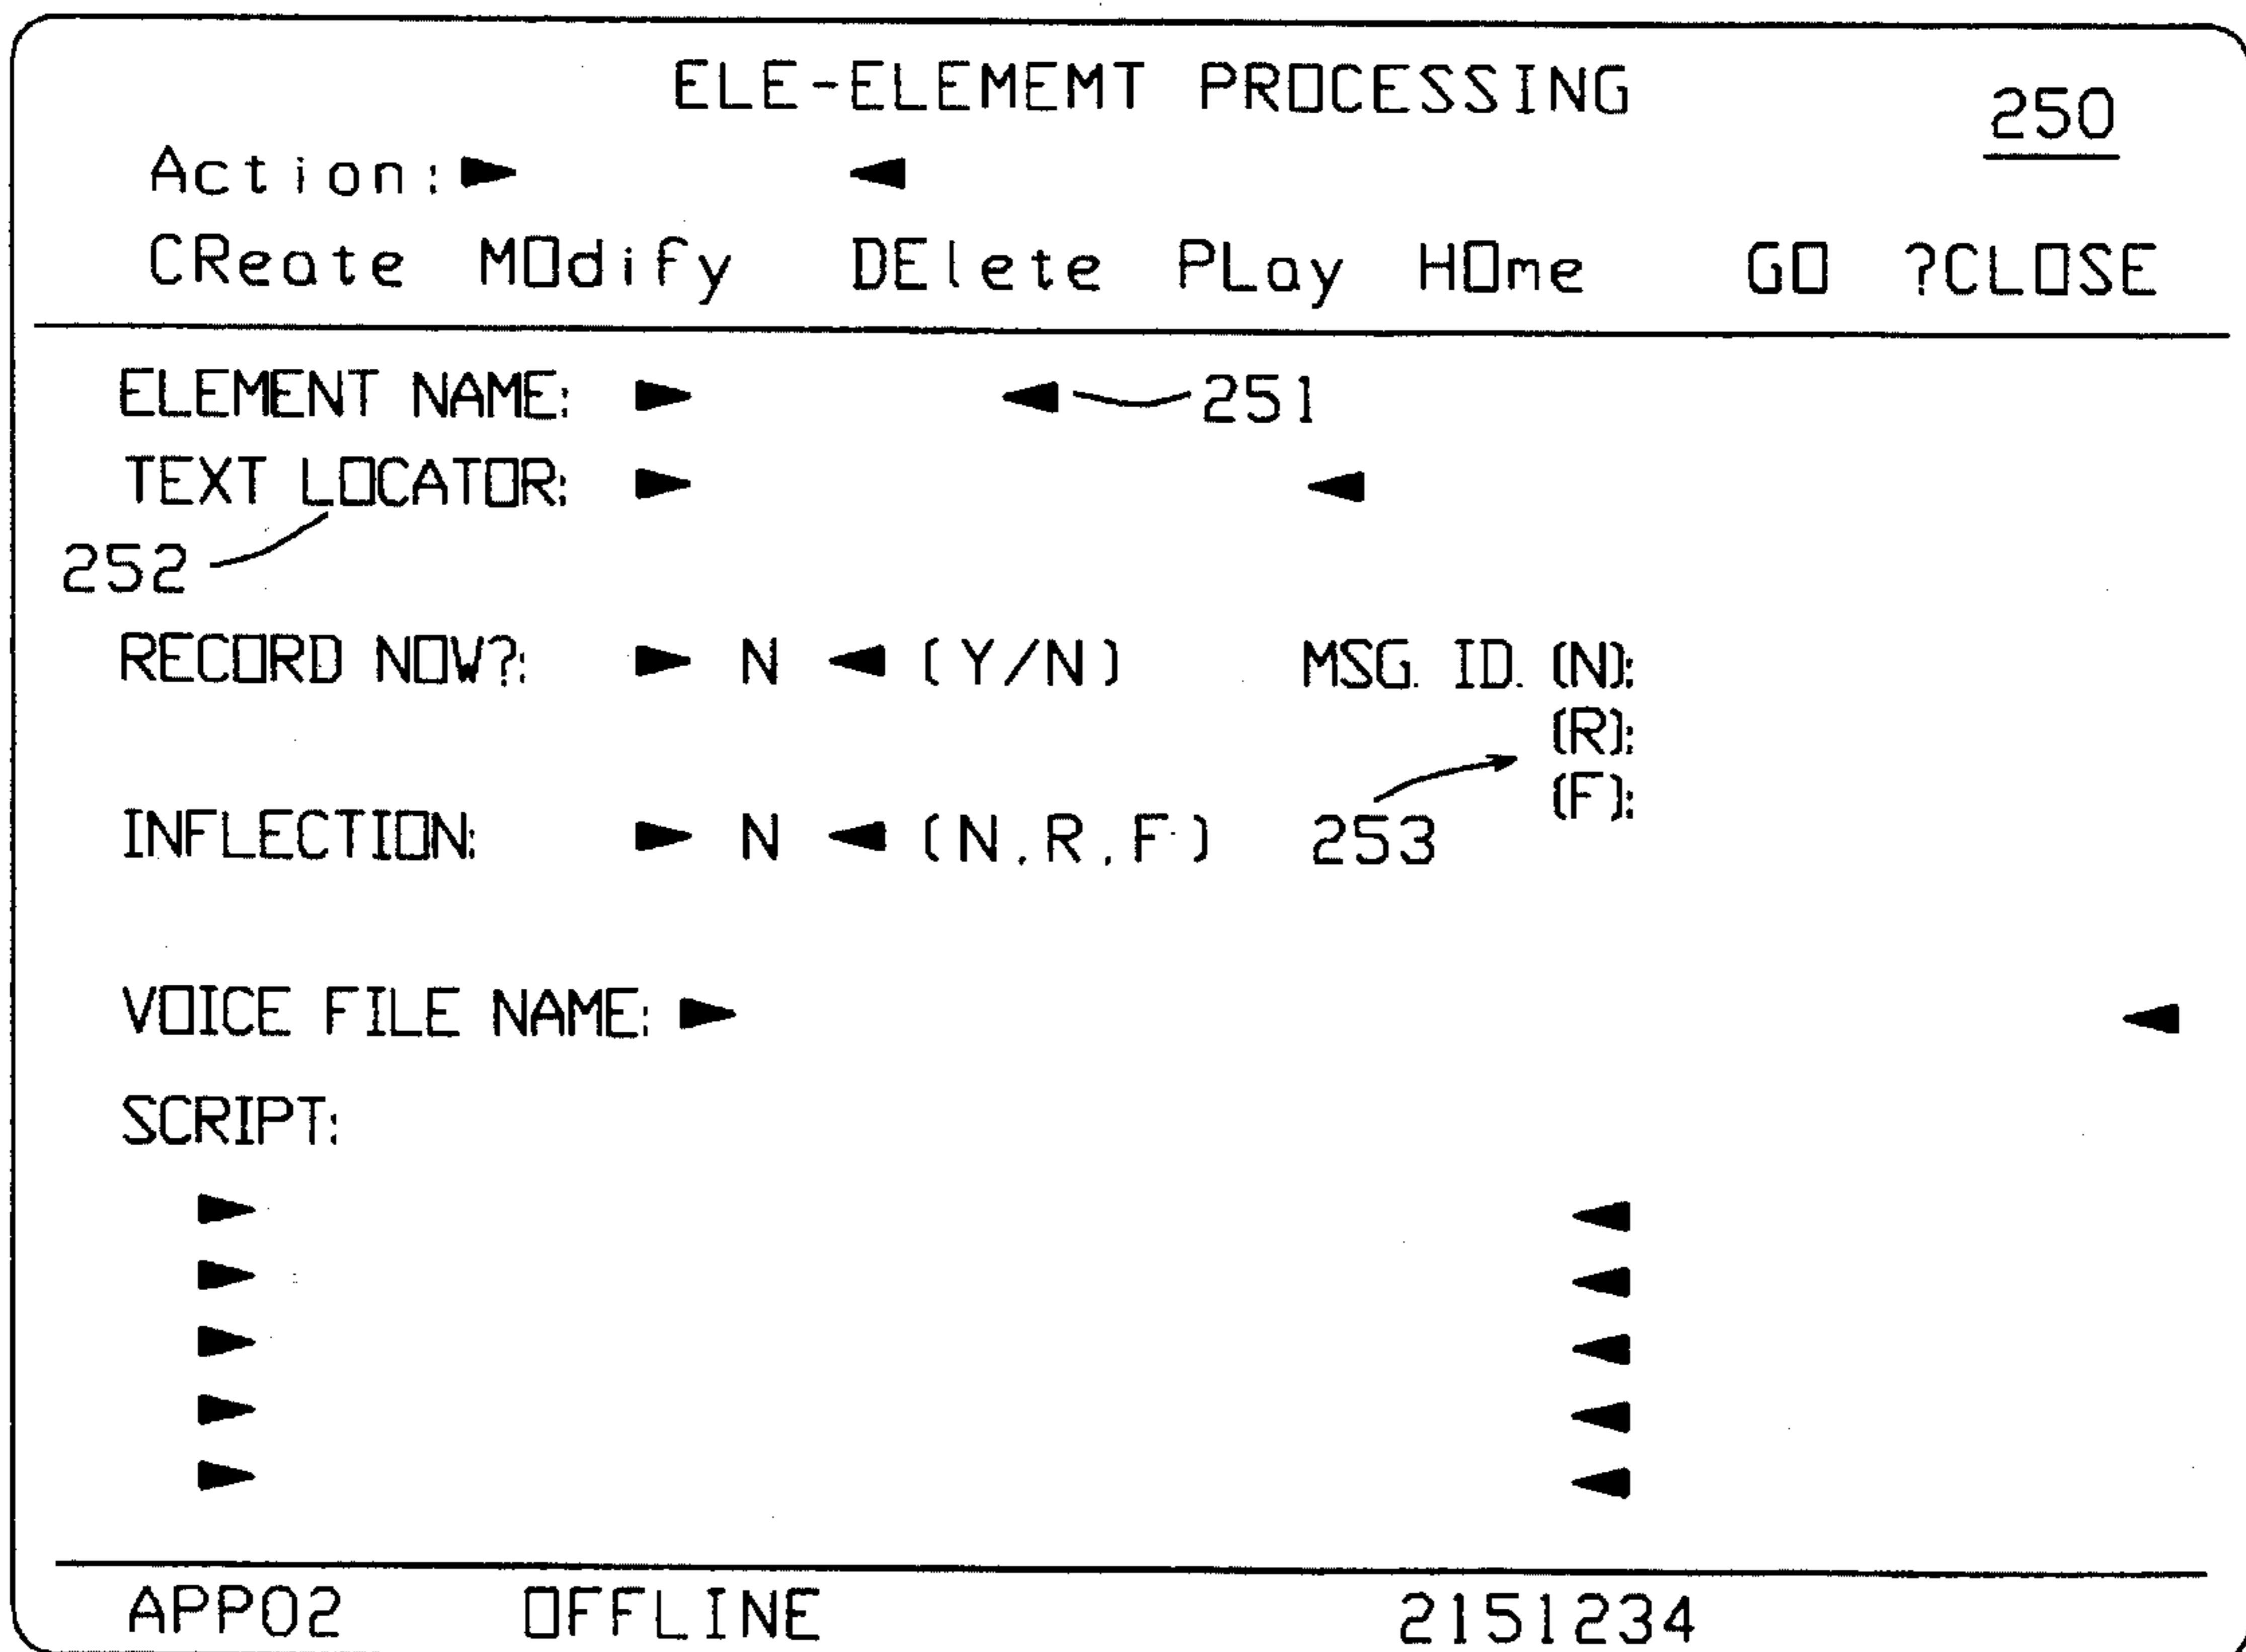 ELE-ELEMEMT PROCESSING
250
Action:▶ ◀
CReate MOdify DElete PLay HOme GO ?CLOSE
ELEMENT NAME: ▶ ◀ 251
TEXT LOCATOR: ▶ ◀
252
RECORD NOW?: ▶ N ◀ (Y/N) MSG. ID. (N):
(R):
(F):
INFLECTION: ▶ N ◀ (N,R,F) 253
VOICE FILE NAME: ▶ ◀
SCRIPT:
▶ ◀
▶ ◀
▶ ◀
▶ ◀
▶ ◀
APP02 OFFLINE 2151234